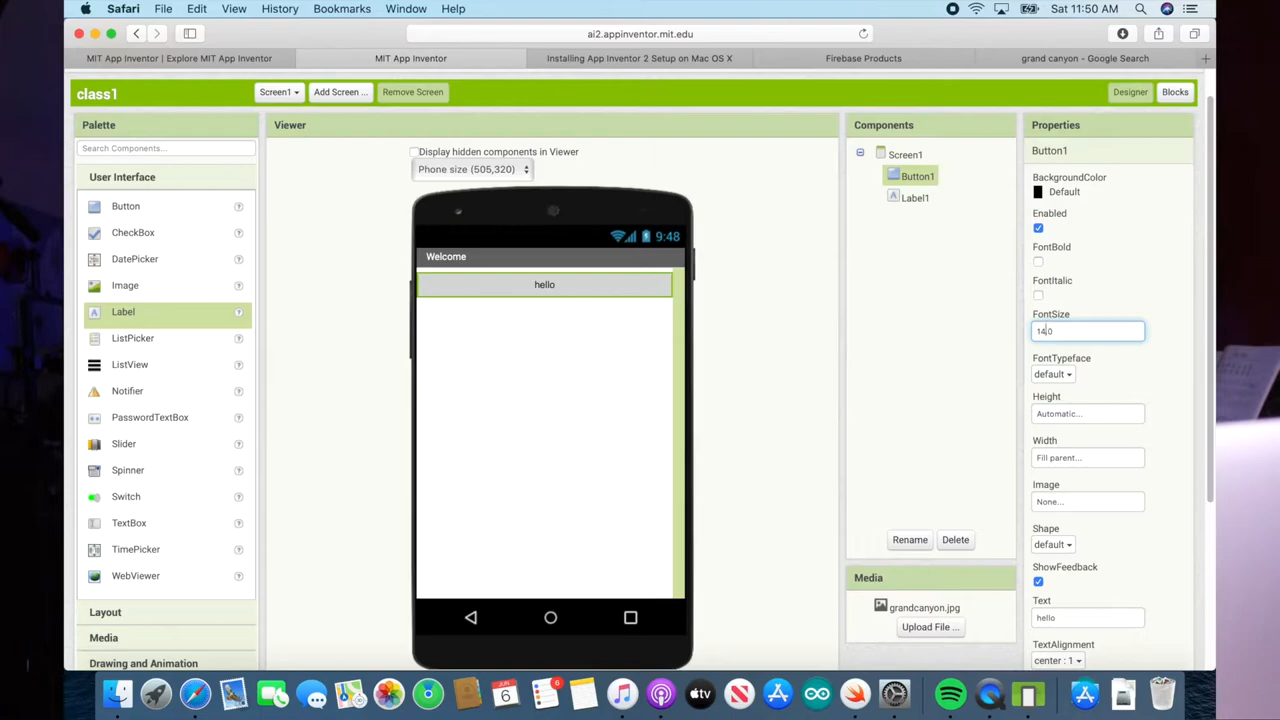 Safari File Edit View History Bookmarks Window Help Sat 11:50 AM
ai2.appinventor.mit.edu
MIT App Inventor | Explore MIT App Inventor MIT App Inventor Installing App Inventor 2 Setup on Mac OS X Firebase Products grand canyon - Google Search
class1 Screen1 Add Screen ... Remove Screen Designer Blocks
Palette Viewer Components Properties
Search Components...
User Interface
Button
CheckBox
DatePicker
Image
Label
ListPicker
ListView
Notifier
PasswordTextBox
Slider
Spinner
Switch
TextBox
TimePicker
WebViewer
Layout
Media
Drawing and Animation
Display hidden components in Viewer
Phone size (505,320)
9:48
Welcome
hello
Screen1
Button1
Label1
Rename Delete
Media
grandcanyon.jpg
Upload File ...
Button1
BackgroundColor
Default
Enabled
FontBold
FontItalic
FontSize
14.0
FontTypeface
default
Height
Automatic...
Width
Fill parent...
Image
None...
Shape
default
ShowFeedback
Text
hello
TextAlignment
center : 1
JUN
6
0
tv